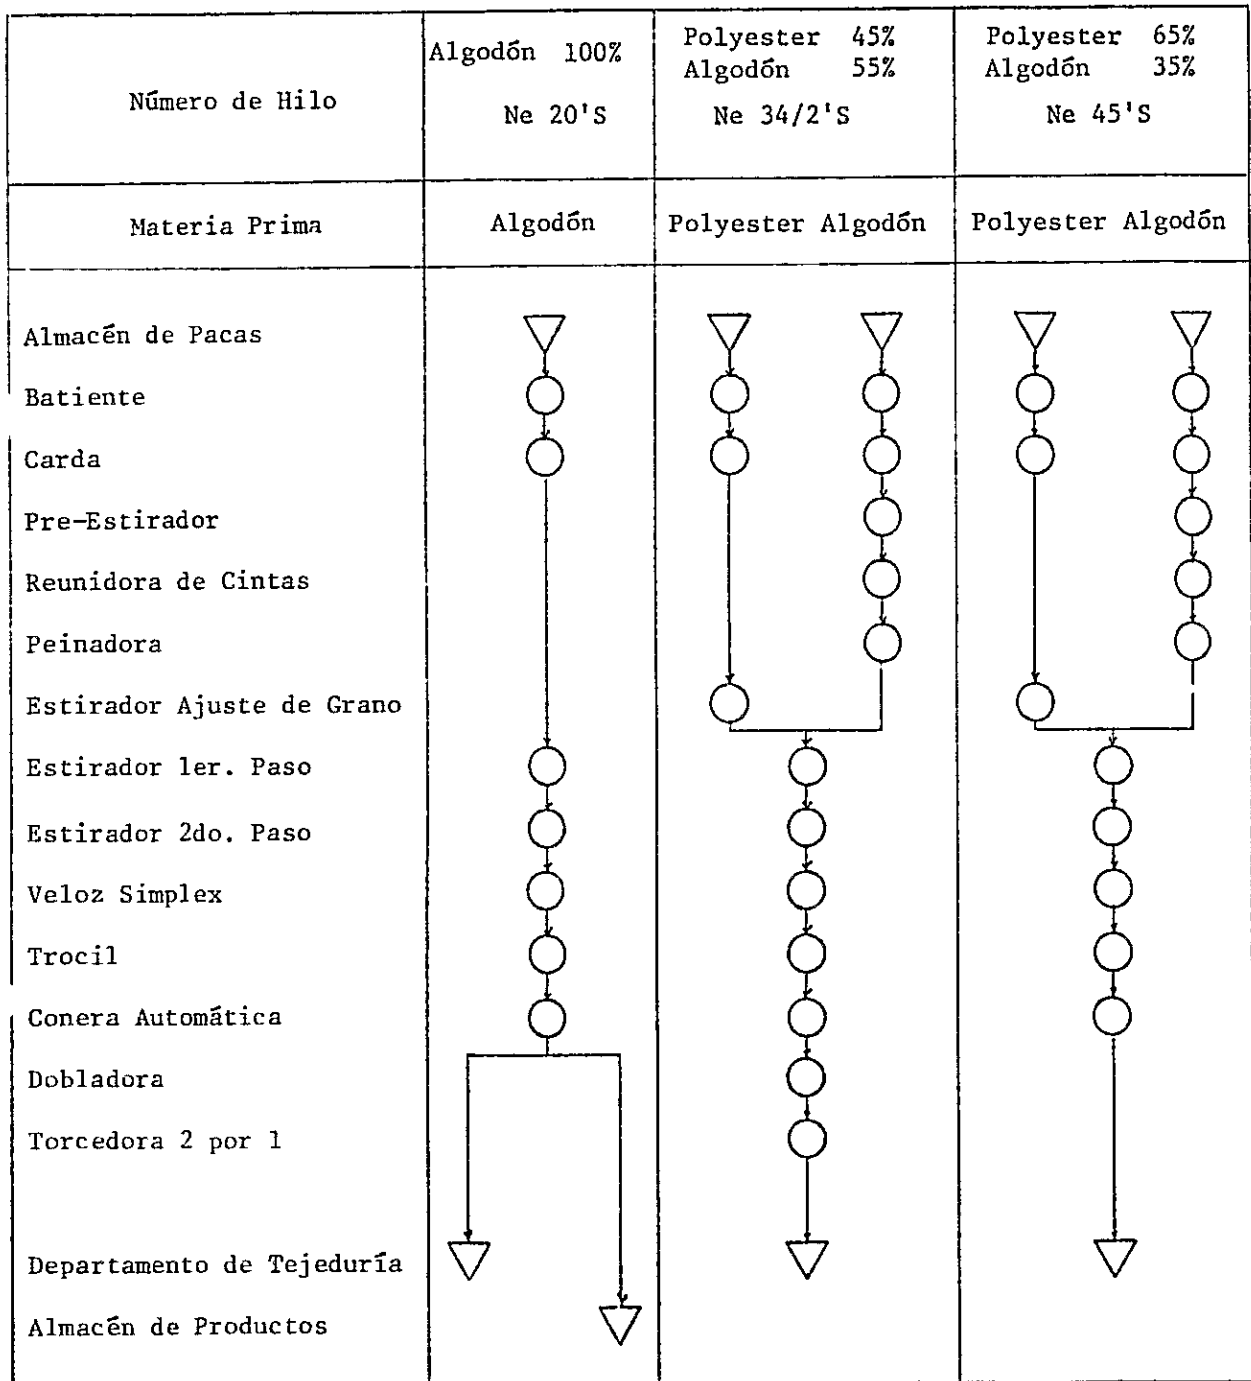 Número de Hilo
Algodón 100%
Ne 20'S
Polyester 45%
Algodón 55%
Ne 34/2'S
Polyester 65%
Algodón 35%
Ne 45'S
Materia Prima
Algodón
Polyester Algodón
Polyester Algodón
Almacén de Pacas
Batiente
Carda
Pre-Estirador
Reunidora de Cintas
Peinadora
Estirador Ajuste de Grano
Estirador 1er. Paso
Estirador 2do. Paso
Veloz Simplex
Trocil
Conera Automática
Dobladora
Torcedora 2 por 1
Departamento de Tejeduría
Almacén de Productos